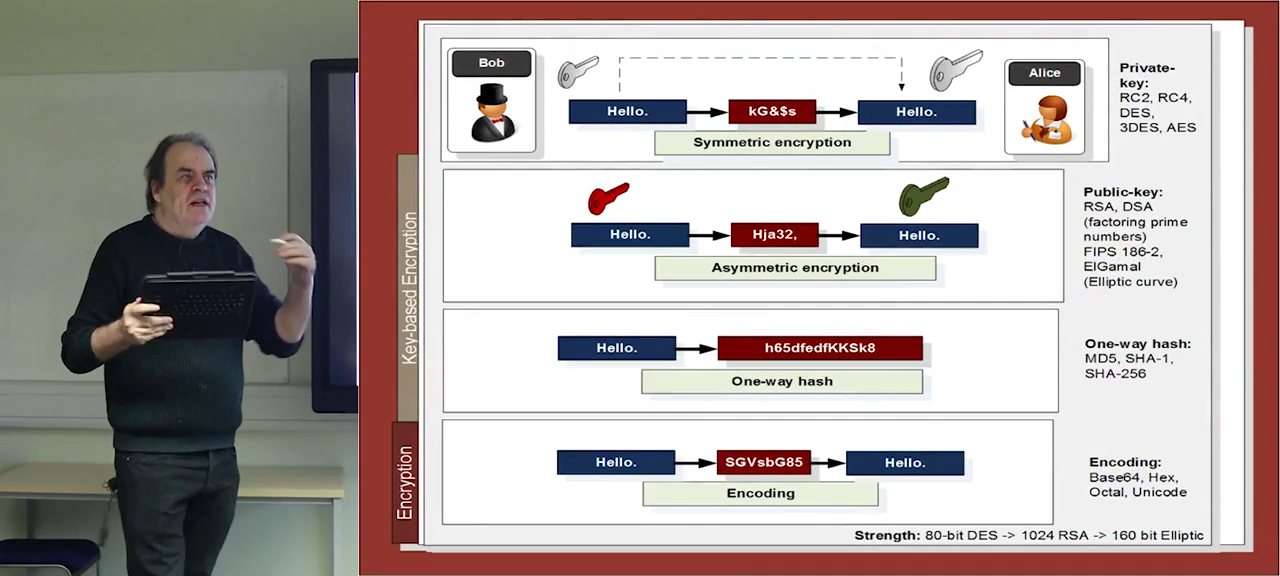 Bob
Alice
Hello.
kG&$s
Hello.
Symmetric encryption
Private-
key:
RC2, RC4,
DES,
3DES, AES
Key-based Encryption
Hello.
Hja32,
Hello.
Asymmetric encryption
Public-key:
RSA, DSA
(factoring prime
numbers)
FIPS 186-2,
ElGamal
(Elliptic curve)
Hello.
h65dfedfKKSk8
One-way hash
One-way hash:
MD5, SHA-1,
SHA-256
Encryption
Hello.
SGVsbG85
Hello.
Encoding
Encoding:
Base64, Hex,
Octal, Unicode
Strength: 80-bit DES -> 1024 RSA -> 160 bit Elliptic